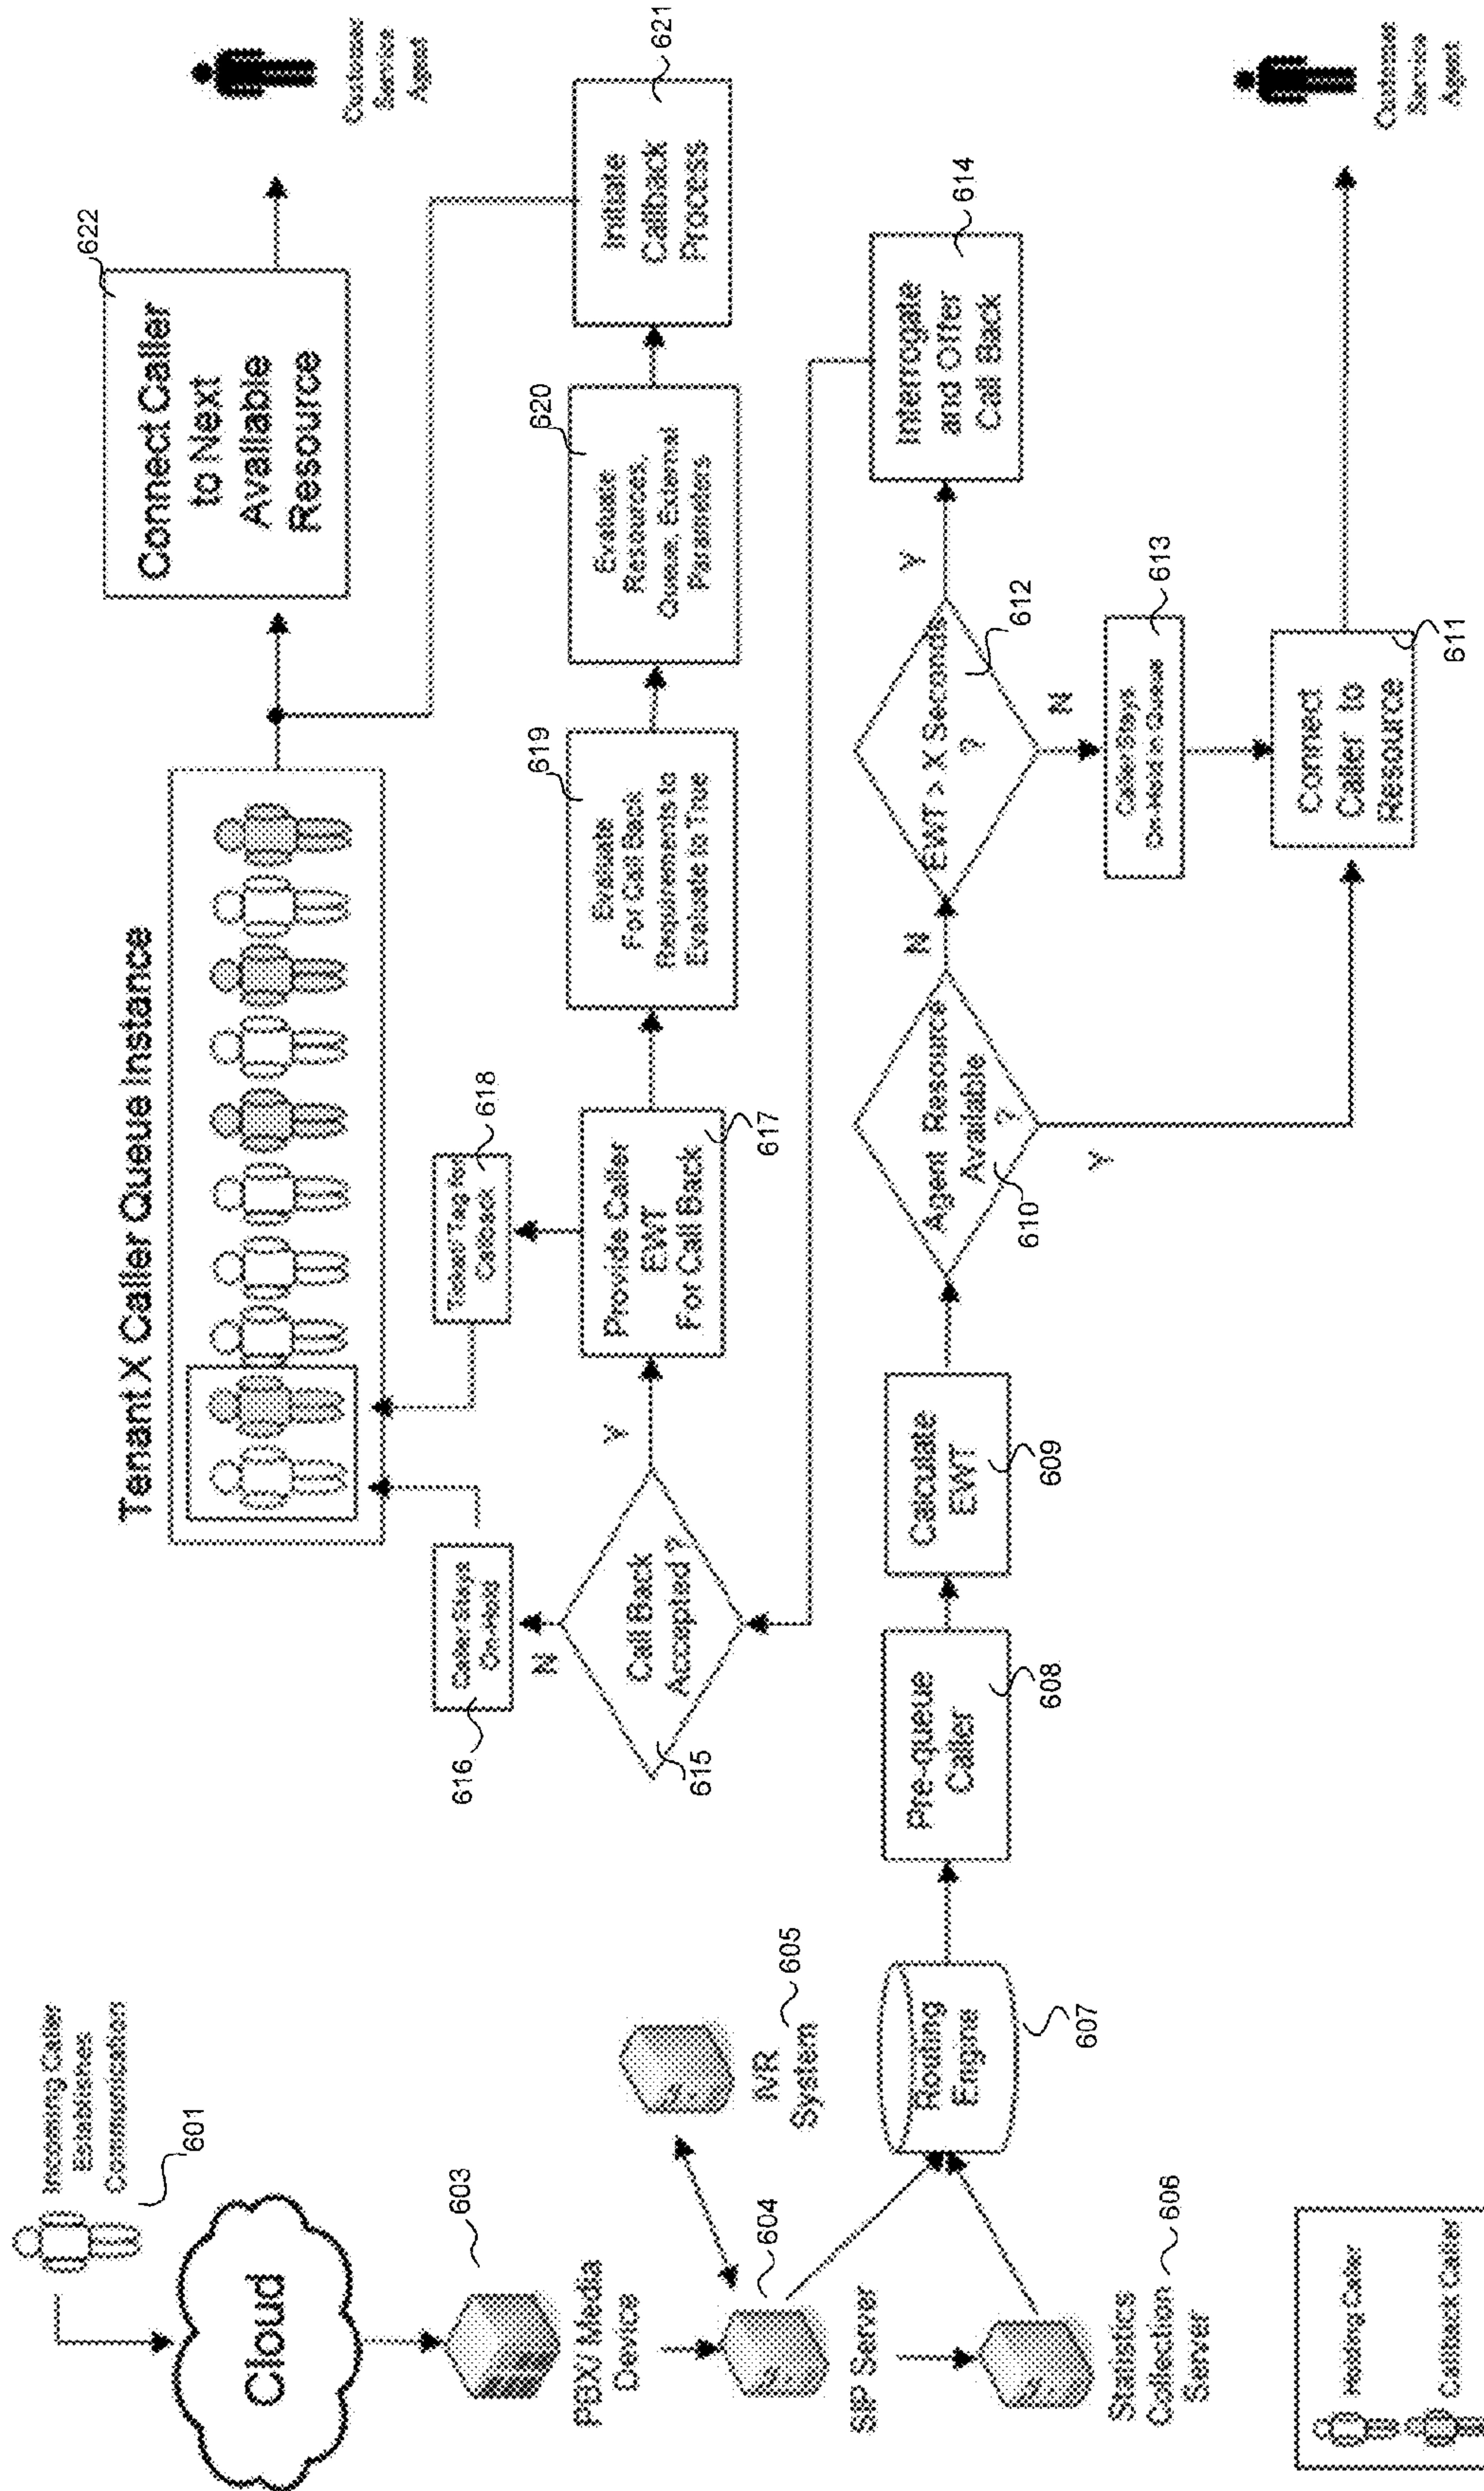 Incoming Caller
Establishes
Communication
601
Cloud
603
PBX/ Media
Device
604
SIP Server
IVR
System
605
Statistics
Collection
Server
606
Routing
Engine
607
Pre-queue
Caller
608
Calculate
EWT
609
Agent Resource
Available
?
610
N
Y
EWT > X Seconds
?
612
Y
N
Caller Stays
On-Hold in Queue
613
Connect
Caller to
Resource
611
Customer
Service
Agent
Interrogate
and Offer
Call Back
614
Call Back
Accepted ?
615
N
Y
Caller Stays
On-Hold
616
Provide Caller
EWT
For Call Back
617
Ticket/ Tag for
Callback
618
Evaluate
For Call Back
Requirements to
Evaluate to True
619
Evaluate
Resources,
Queue, External
Parameters
620
Initiate
Callback
Process
621
Tenant X Caller Queue Instance
Connect Caller
to Next
Available
Resource
622
Customer
Service
Agent
Holding Caller
Callback Caller